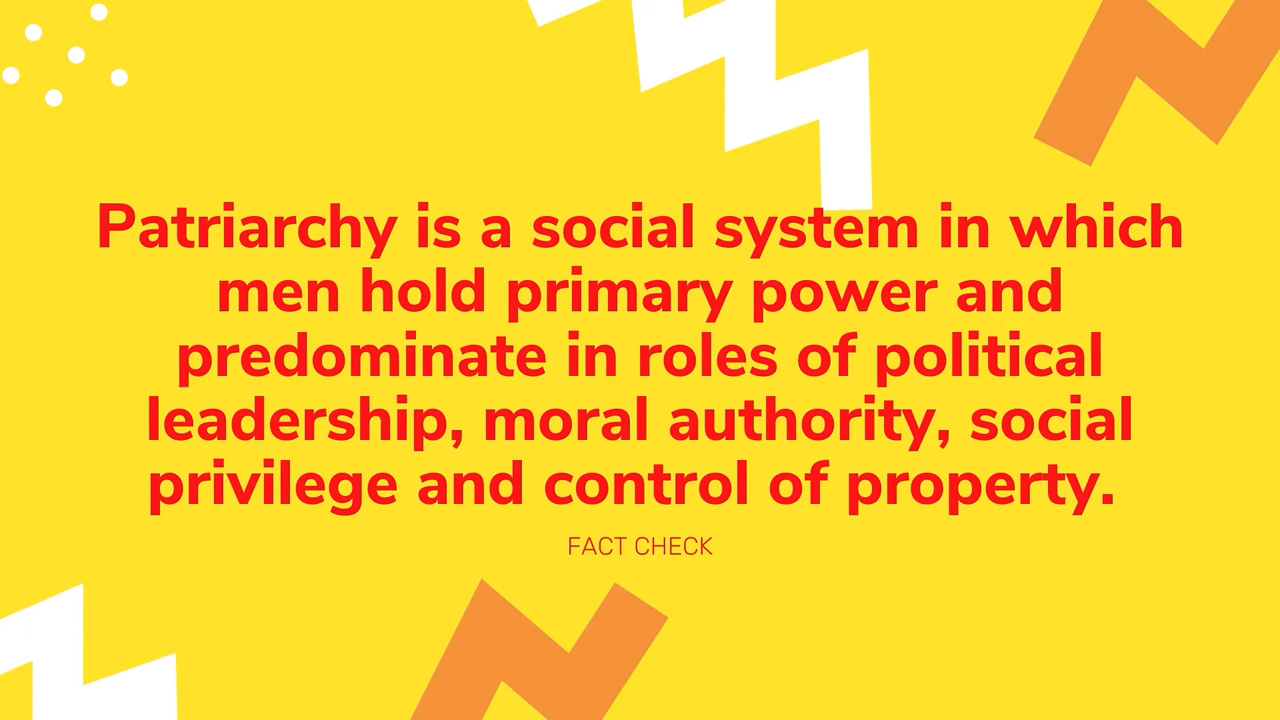 Patriarchy is a social system in which
men hold primary power and
predominate in roles of political
leadership, moral authority, social
privilege and control of property.
FACT CHECK